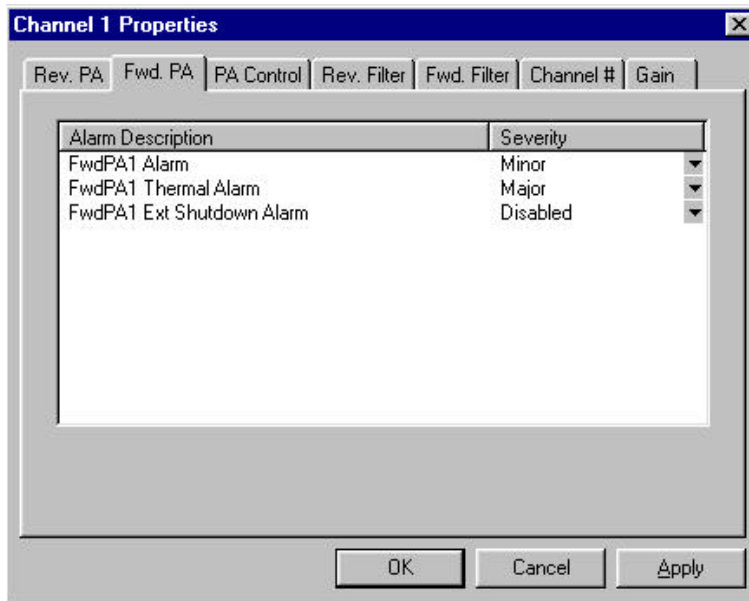 Channel 1 Properties
Rev. PA Fwd. PA PA Control Rev. Filter Fwd. Filter Channel # Gain
Alarm Description Severity
FwdPA1 Alarm Minor
FwdPA1 Thermal Alarm Major
FwdPA1 Ext Shutdown Alarm Disabled
OK Cancel Apply